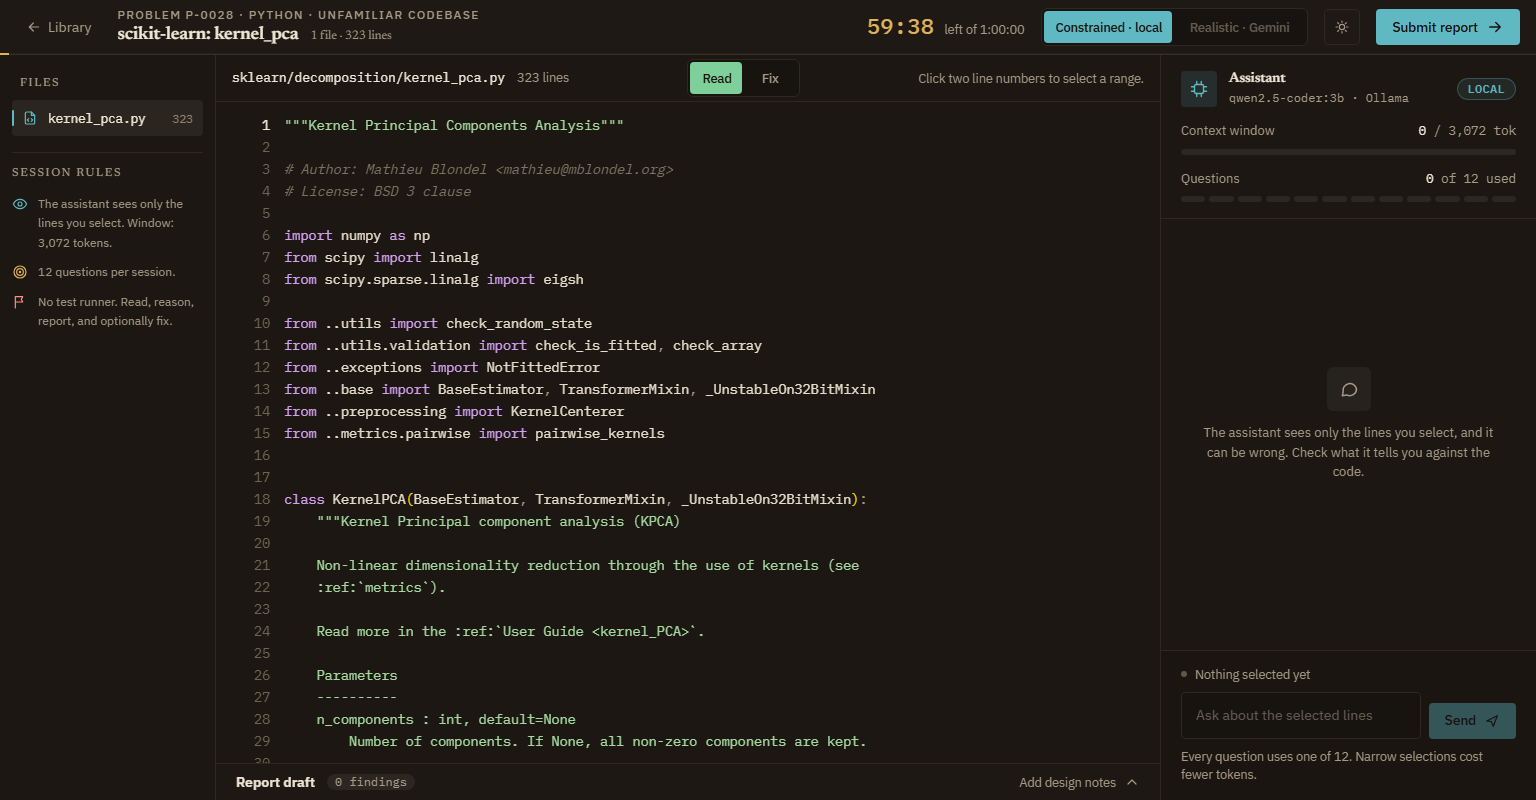 Library
PROBLEM P-0028 · PYTHON · UNFAMILIAR CODEBASE
scikit-learn: kernel_pca 1 file · 323 lines
59:38 left of 1:00:00
Constrained · local
Realistic · Gemini
Submit report
FILES
kernel_pca.py 323
SESSION RULES
The assistant sees only the
lines you select. Window:
3,072 tokens.
12 questions per session.
No test runner. Read, reason,
report, and optionally fix.
sklearn/decomposition/kernel_pca.py 323 lines
Read
Fix
Click two line numbers to select a range.
1 """Kernel Principal Components Analysis"""
2
3 # Author: Mathieu Blondel <mathieu@mblondel.org>
4 # License: BSD 3 clause
5
6 import numpy as np
7 from scipy import linalg
8 from scipy.sparse.linalg import eigsh
9
10 from ..utils import check_random_state
11 from ..utils.validation import check_is_fitted, check_array
12 from ..exceptions import NotFittedError
13 from ..base import BaseEstimator, TransformerMixin, _UnstableOn32BitMixin
14 from ..preprocessing import KernelCenterer
15 from ..metrics.pairwise import pairwise_kernels
16
17
18 class KernelPCA(BaseEstimator, TransformerMixin, _UnstableOn32BitMixin):
19 """Kernel Principal component analysis (KPCA)
20
21 Non-linear dimensionality reduction through the use of kernels (see
22 :ref:`metrics`).
23
24 Read more in the :ref:`User Guide <kernel_PCA>`.
25
26 Parameters
27 ----------
28 n_components : int, default=None
29 Number of components. If None, all non-zero components are kept.
30
Report draft 0 findings
Add design notes
Assistant
qwen2.5-coder:3b · Ollama
LOCAL
Context window 0 / 3,072 tok
Questions 0 of 12 used
The assistant sees only the lines you select, and it
can be wrong. Check what it tells you against the
code.
Nothing selected yet
Ask about the selected lines
Send
Every question uses one of 12. Narrow selections cost
fewer tokens.